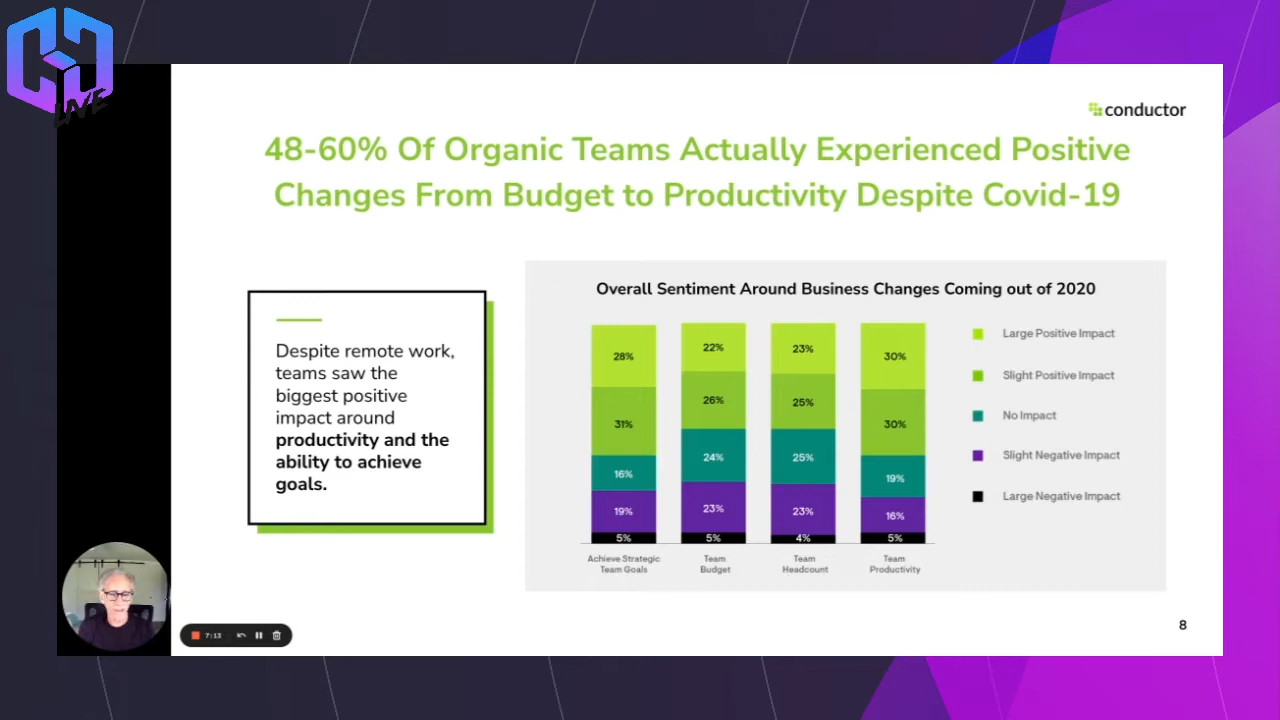 LIVE
conductor
48-60% Of Organic Teams Actually Experienced Positive
Changes From Budget to Productivity Despite Covid-19
Despite remote work,
teams saw the
biggest positive
impact around
productivity and the
ability to achieve
goals.
Overall Sentiment Around Business Changes Coming out of 2020
28%
31%
16%
19%
5%
Achieve Strategic
Team Goals
22%
26%
24%
23%
5%
Team
Budget
23%
25%
25%
23%
4%
Team
Headcount
30%
30%
19%
16%
5%
Team
Productivity
Large Positive Impact
Slight Positive Impact
No Impact
Slight Negative Impact
Large Negative Impact
7:13
8